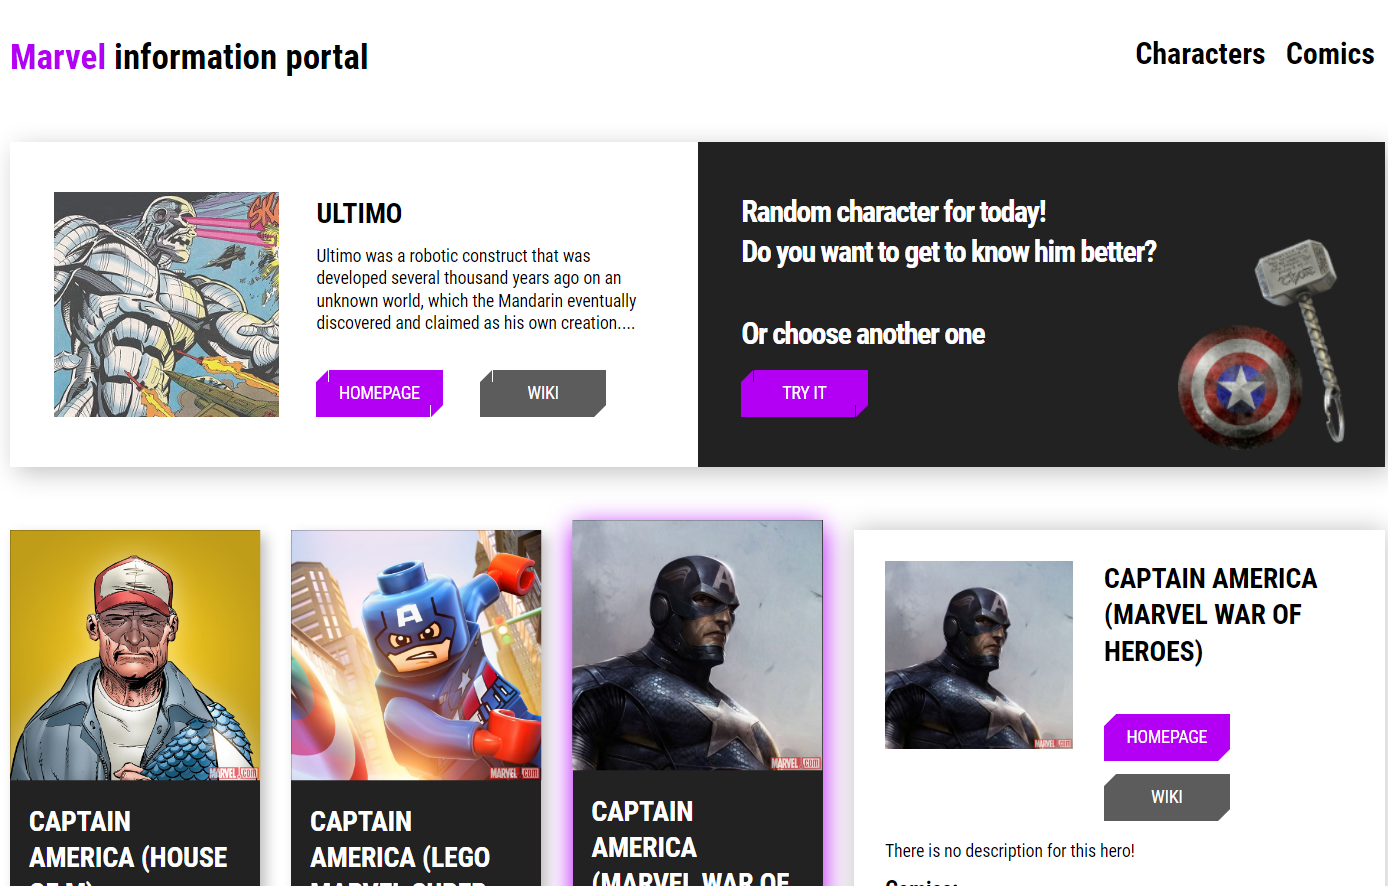 Marvel information portal
Characters Comics
ULTIMO
Ultimo was a robotic construct that was
developed several thousand years ago on an
unknown world, which the Mandarin eventually
discovered and claimed as his own creation....
HOMEPAGE WIKI
Random character for today!
Do you want to get to know him better?
Or choose another one
TRY IT
MARVEL.com
CAPTAIN
AMERICA (HOUSE
OF M)
MARVEL.com
CAPTAIN
AMERICA (LEGO
MARVEL SUPER
MARVEL.com
CAPTAIN
AMERICA
(MARVEL WAR OF
MARVEL.com
CAPTAIN AMERICA
(MARVEL WAR OF
HEROES)
HOMEPAGE
WIKI
There is no description for this hero!
Comics: